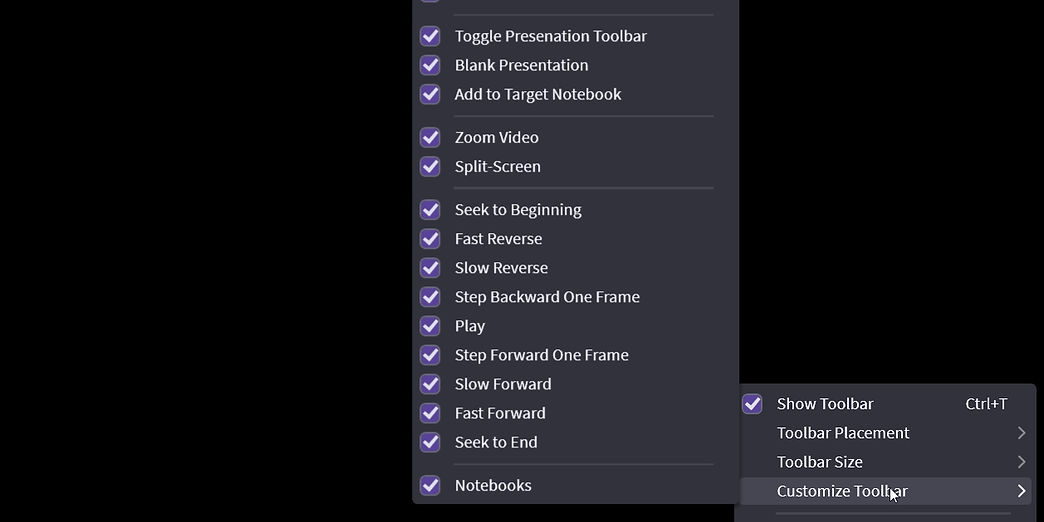 Toggle Presenation Toolbar
Blank Presentation
Add to Target Notebook
Zoom Video
Split-Screen
Seek to Beginning
Fast Reverse
Slow Reverse
Step Backward One Frame
Play
Step Forward One Frame
Slow Forward
Fast Forward
Seek to End
Notebooks
Show Toolbar Ctrl+T
Toolbar Placement
Toolbar Size
Customize Toolbar